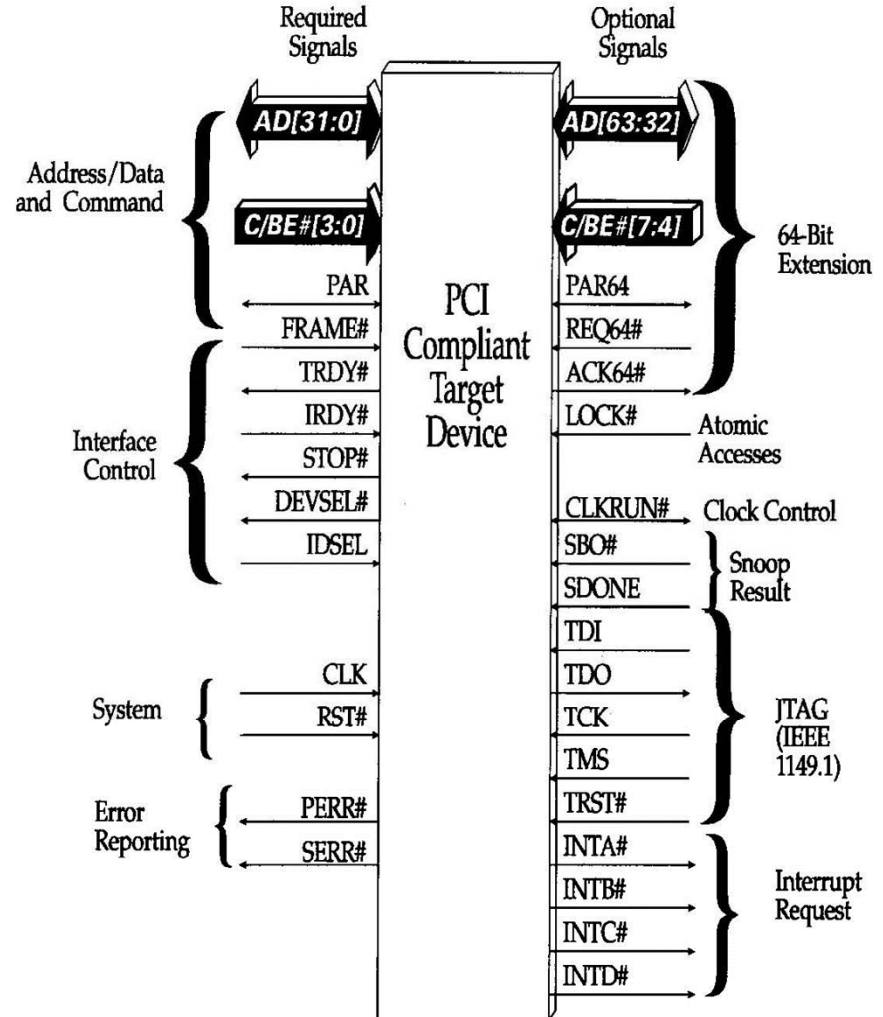 Required
Signals
Optional
Signals
AD[31:0]
AD[63:32]
Address/Data
and Command
C/BE#[3:0]
C/BE#[7:4]
64-Bit
Extension
PAR
PAR64
FRAME#
REQ64#
TRDY#
ACK64#
IRDY#
LOCK#
PCI
Compliant
Target
Device
Atomic
Accesses
Interface
Control
STOP#
DEVSEL#
CLKRUN#
Clock Control
IDSEL
SBO#
SDONE
Snoop
Result
TDI
CLK
TDO
System
RST#
TCK
JTAG
(IEEE
1149.1)
TMS
Error
Reporting
PERR#
TRST#
SERR#
INTA#
INTB#
Interrupt
Request
INTC#
INTD#